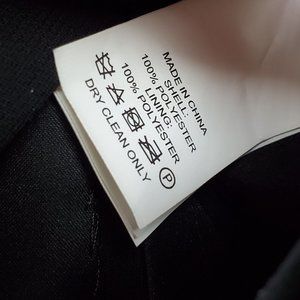 MADE IN CHINA
SHELL:
100% POLYESTER
LINING:
100% POLYESTER
P
DRY CLEAN ONLY